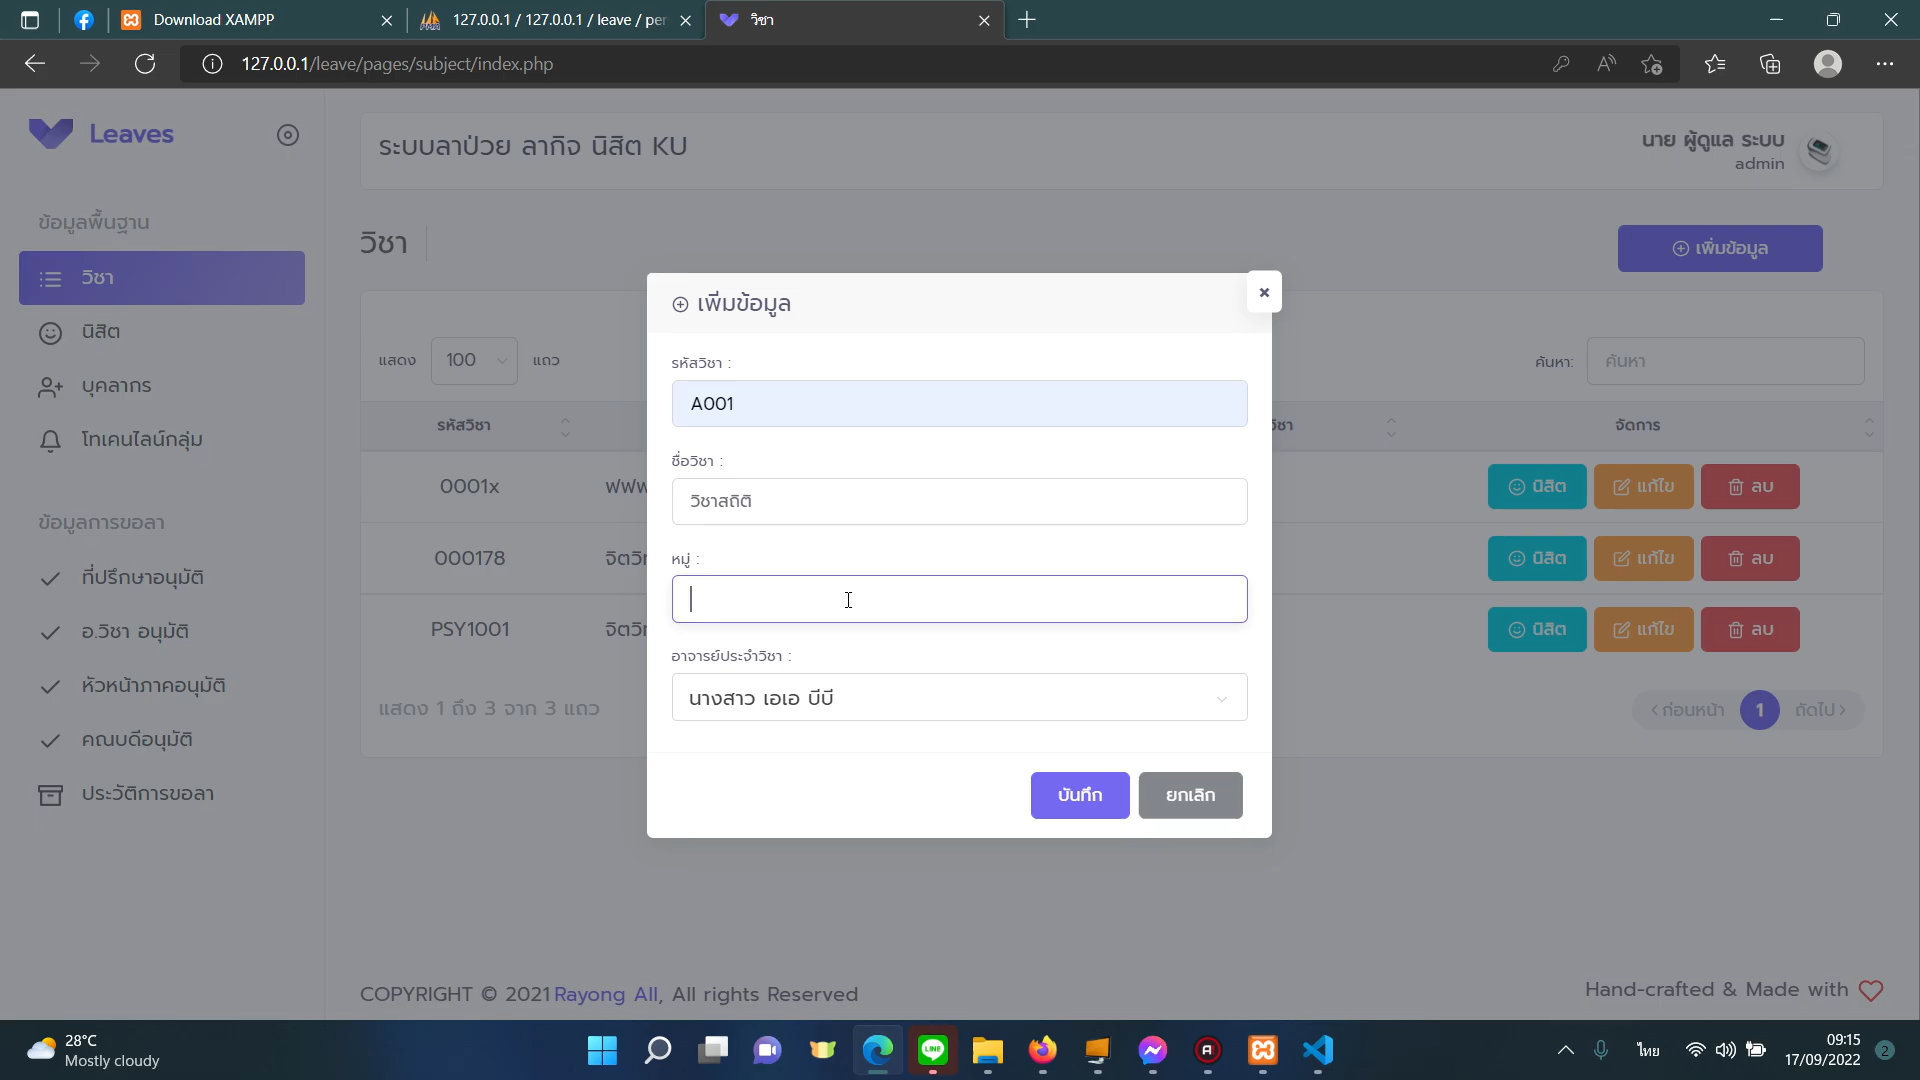 Download XAMPP
127.0.0.1 / 127.0.0.1 / leave / per
วิชา
127.0.0.1/leave/pages/subject/index.php
Leaves
ระบบลาป่วย ลากิจ นิสิต KU
นาย ผู้ดูแล ระบบ
admin
ข้อมูลพื้นฐาน
วิชา
นิสิต
บุคลากร
โทเคนไลน์กลุ่ม
ข้อมูลการขอลา
ที่ปรึกษาอนุมัติ
อ.วิชา อนุมัติ
หัวหน้าภาคอนุมัติ
คณบดีอนุมัติ
ประวัติการขอลา
วิชา
เพิ่มข้อมูล
แสดง 100 แถว
ค้นหา: ค้นหา
รหัสวิชา
จัดการ
0001x
นิสิต แก้ไข ลบ
000178
นิสิต แก้ไข ลบ
PSY1001
นิสิต แก้ไข ลบ
แสดง 1 ถึง 3 จาก 3 แถว
ก่อนหน้า 1 ถัดไป
เพิ่มข้อมูล
รหัสวิชา :
A001
ชื่อวิชา :
วิชาสถิติ
หมู่ :
อาจารย์ประจำวิชา :
นางสาว เอเอ บีบี
บันทึก ยกเลิก
COPYRIGHT © 2021 Rayong All, All rights Reserved
Hand-crafted & Made with
28°C
Mostly cloudy
LINE
ไทย
09:15
17/09/2022
2